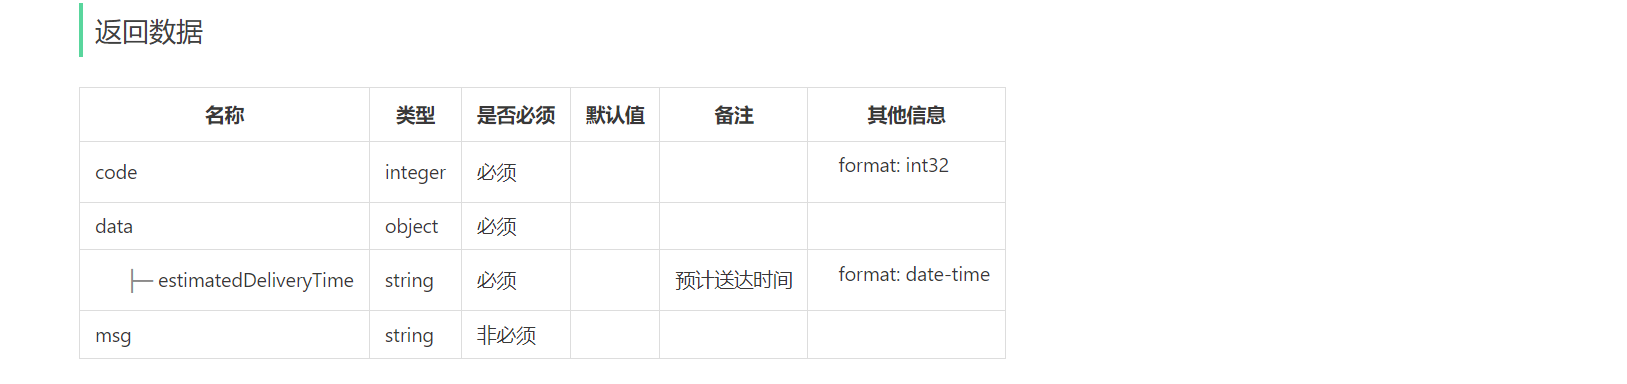 返回数据
名称 类型 是否必须 默认值 备注 其他信息
code integer 必须 format: int32
data object 必须
├─ estimatedDeliveryTime string 必须 预计送达时间 format: date-time
msg string 非必须